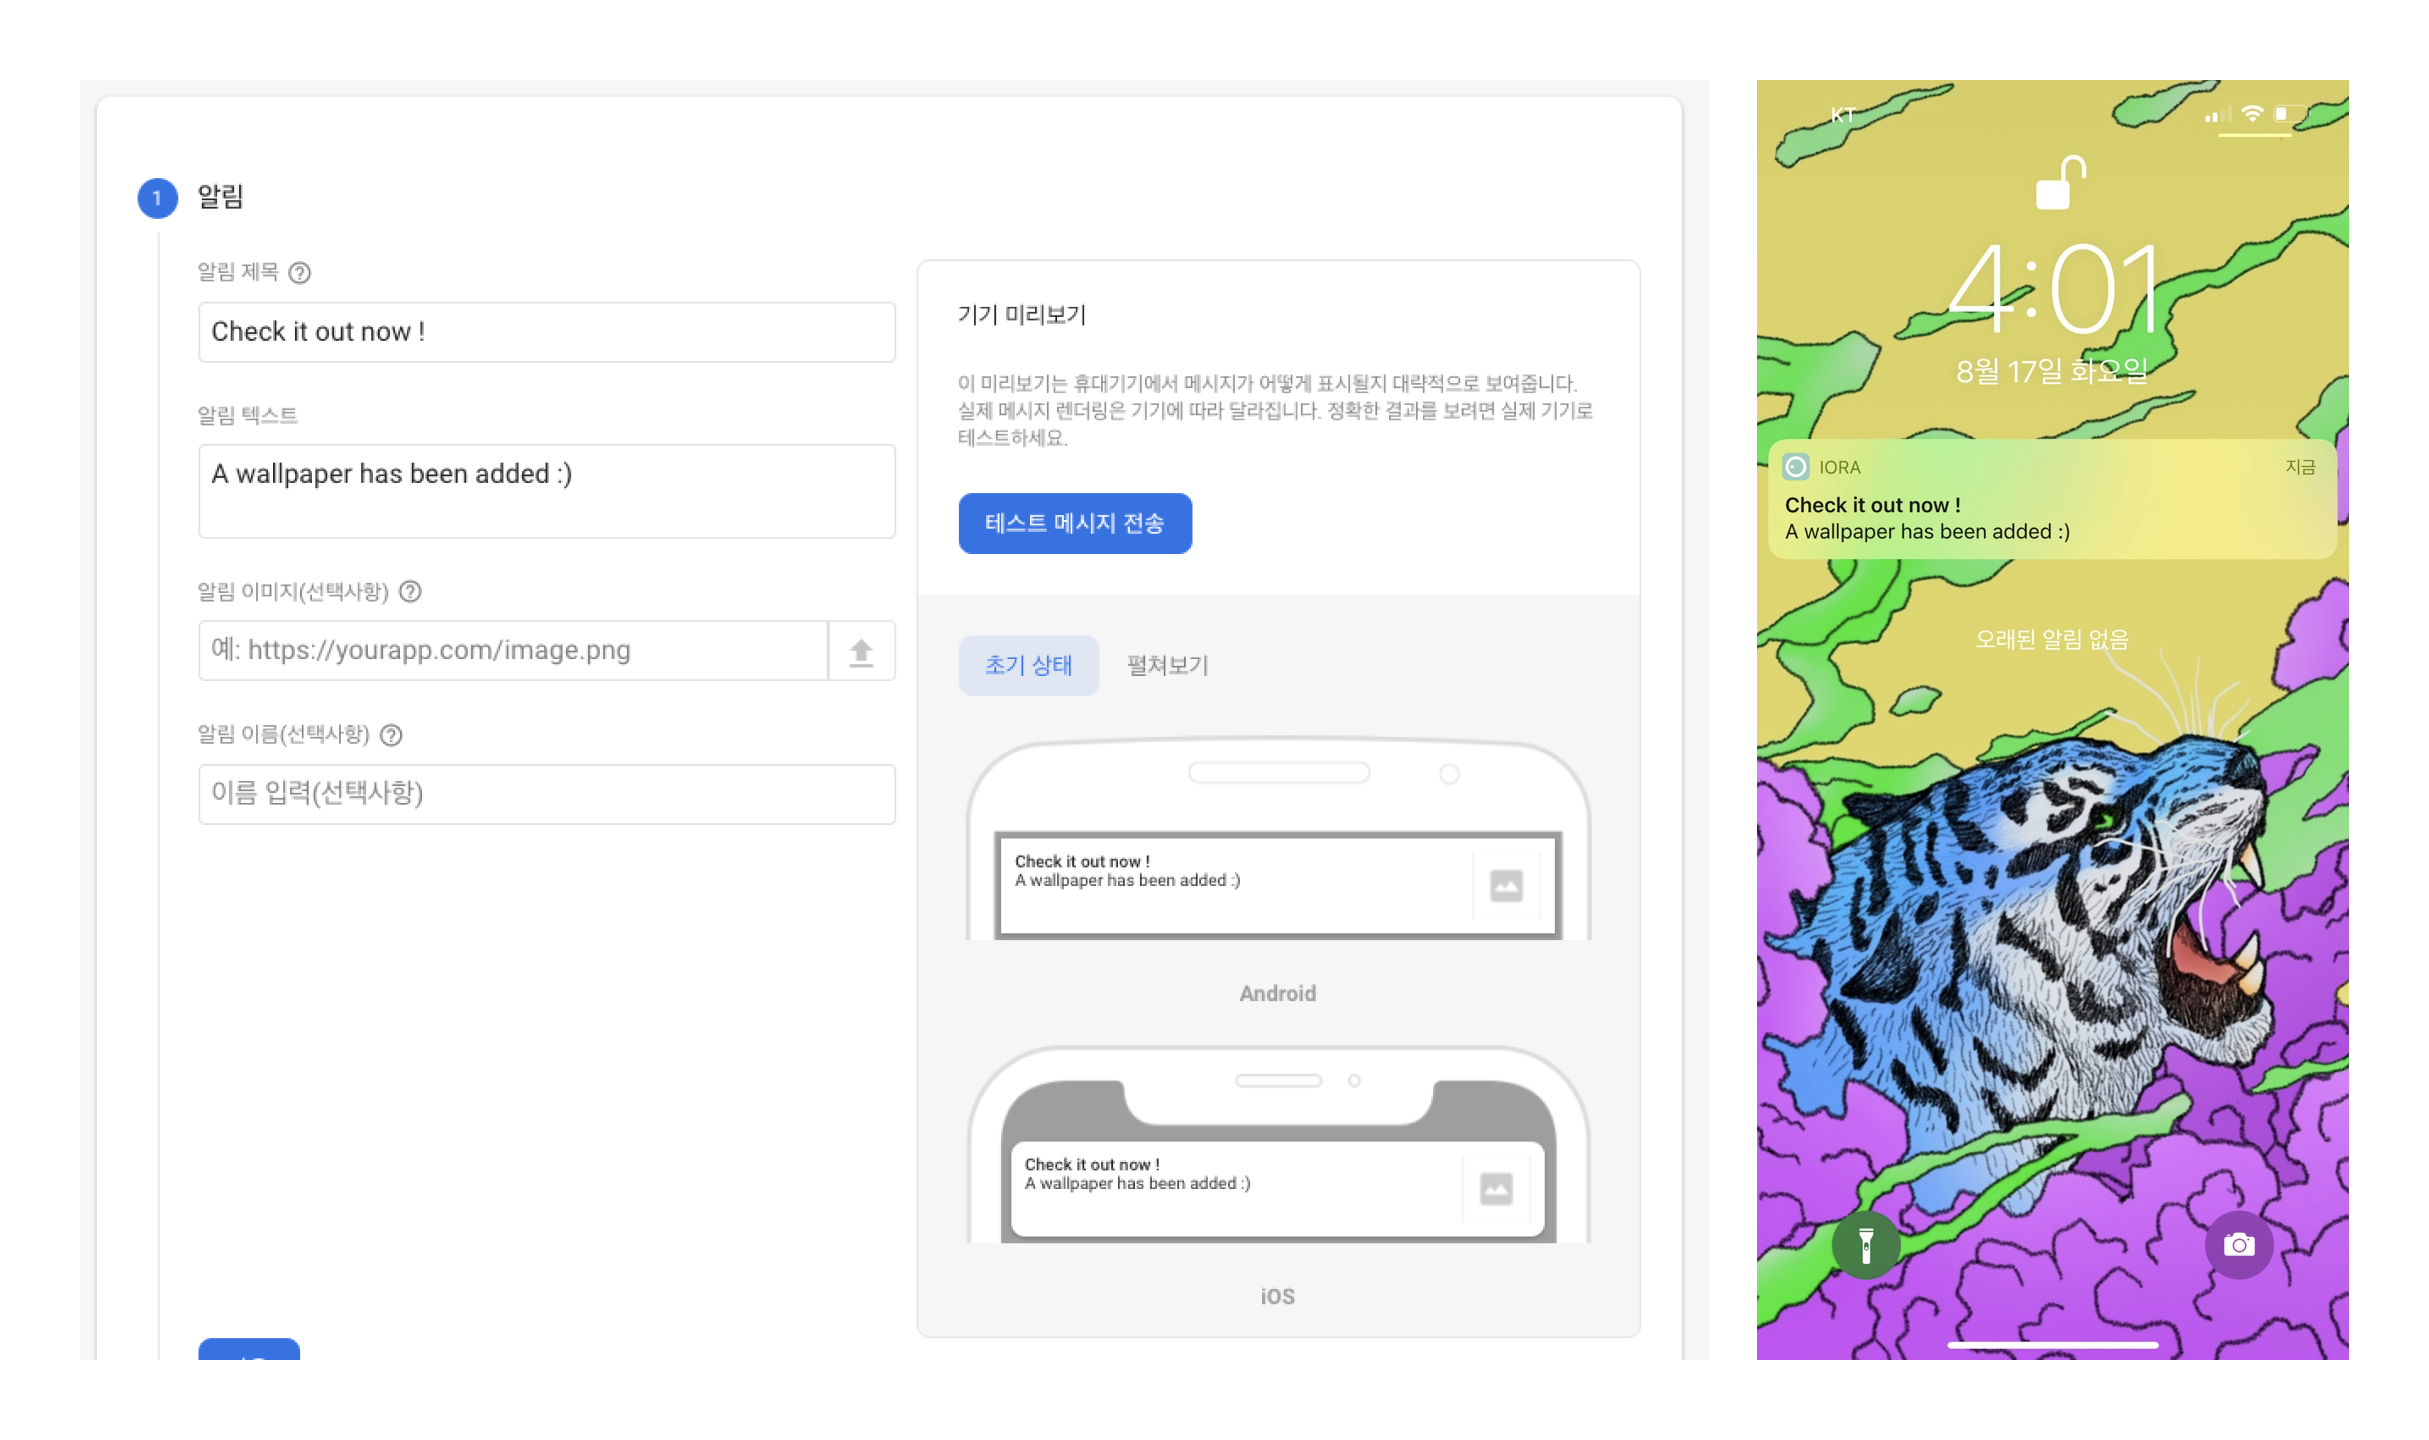 1 알림
알림 제목 ?
Check it out now !
알림 텍스트
A wallpaper has been added :)
알림 이미지(선택사항) ?
예: https://yourapp.com/image.png
알림 이름(선택사항) ?
이름 입력(선택사항)
기기 미리보기
이 미리보기는 휴대기기에서 메시지가 어떻게 표시될지 대략적으로 보여줍니다.
실제 메시지 렌더링은 기기에 따라 달라집니다. 정확한 결과를 보려면 실제 기기로
테스트하세요.
테스트 메시지 전송
초기 상태 펼쳐보기
Check it out now !
A wallpaper has been added :)
Android
Check it out now !
A wallpaper has been added :)
iOS
KT
4:01
8월 17일 화요일
IORA 지금
Check it out now !
A wallpaper has been added :)
오래된 알림 없음